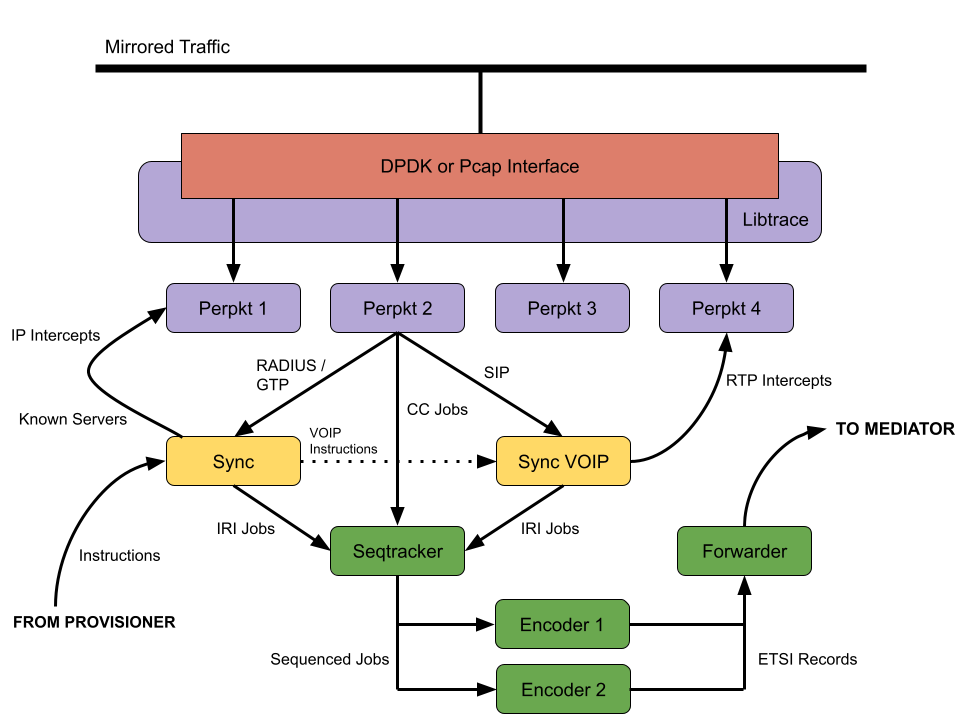 Mirrored Traffic
DPDK or Pcap Interface
Libtrace
Perpkt 1
Perpkt 2
Perpkt 3
Perpkt 4
IP Intercepts
RADIUS /
GTP
SIP
RTP Intercepts
Known Servers
CC Jobs
VOIP
Instructions
TO MEDIATOR
Sync
Sync VOIP
IRI Jobs
IRI Jobs
Instructions
Seqtracker
Forwarder
FROM PROVISIONER
Encoder 1
Sequenced Jobs
ETSI Records
Encoder 2